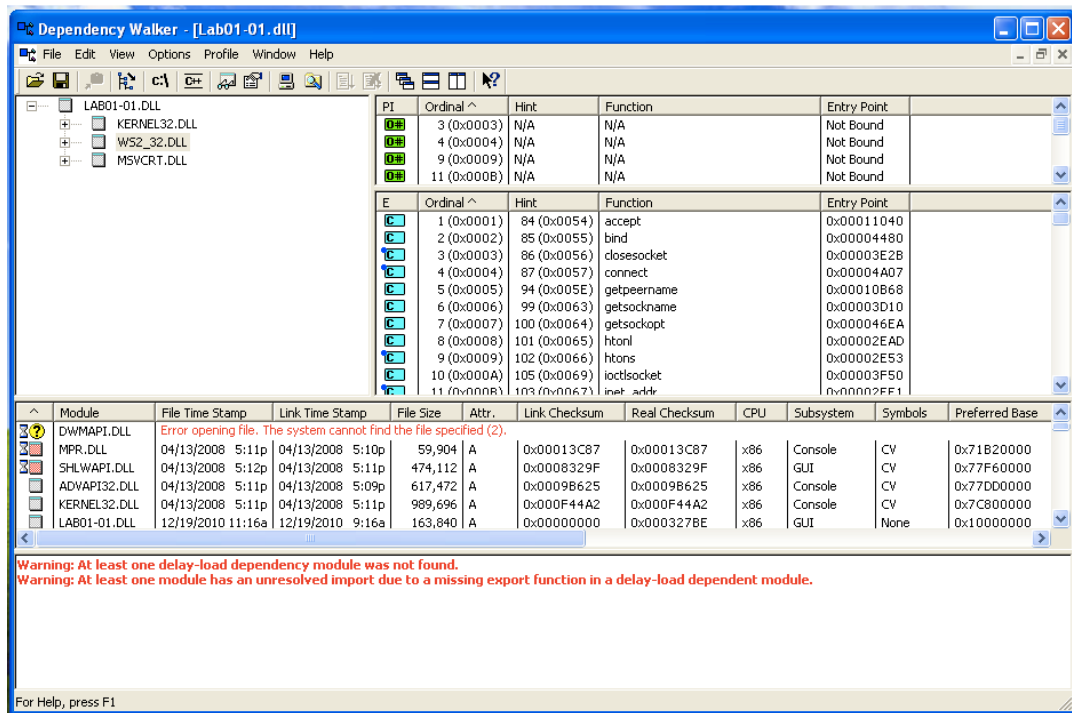 Dependency Walker - [Lab01-01.dll]
File Edit View Options Profile Window Help
c:\ C++
LAB01-01.DLL
KERNEL32.DLL
WS2_32.DLL
MSVCRT.DLL
PI Ordinal ^ Hint Function Entry Point
O# 3 (0x0003) N/A N/A Not Bound
O# 4 (0x0004) N/A N/A Not Bound
O# 9 (0x0009) N/A N/A Not Bound
O# 11 (0x000B) N/A N/A Not Bound
E Ordinal ^ Hint Function Entry Point
C 1 (0x0001) 84 (0x0054) accept 0x00011040
C 2 (0x0002) 85 (0x0055) bind 0x00004480
C 3 (0x0003) 86 (0x0056) closesocket 0x00003E2B
C 4 (0x0004) 87 (0x0057) connect 0x00004A07
C 5 (0x0005) 94 (0x005E) getpeername 0x00010B68
C 6 (0x0006) 99 (0x0063) getsockname 0x00003D10
C 7 (0x0007) 100 (0x0064) getsockopt 0x000046EA
C 8 (0x0008) 101 (0x0065) htonl 0x00002EAD
C 9 (0x0009) 102 (0x0066) htons 0x00002E53
C 10 (0x000A) 105 (0x0069) ioctlsocket 0x00003F50
C 11 (0x000B) 103 (0x0067) inet_addr 0x00002EE1
^ Module File Time Stamp Link Time Stamp File Size Attr. Link Checksum Real Checksum CPU Subsystem Symbols Preferred Base
DWMAPI.DLL Error opening file. The system cannot find the file specified (2).
MPR.DLL 04/13/2008 5:11p 04/13/2008 5:10p 59,904 A 0x00013C87 0x00013C87 x86 Console CV 0x71B20000
SHLWAPI.DLL 04/13/2008 5:12p 04/13/2008 5:11p 474,112 A 0x0008329F 0x0008329F x86 GUI CV 0x77F60000
ADVAPI32.DLL 04/13/2008 5:11p 04/13/2008 5:09p 617,472 A 0x0009B625 0x0009B625 x86 Console CV 0x77DD0000
KERNEL32.DLL 04/13/2008 5:11p 04/13/2008 5:11p 989,696 A 0x000F44A2 0x000F44A2 x86 Console CV 0x7C800000
LAB01-01.DLL 12/19/2010 11:16a 12/19/2010 9:16a 163,840 A 0x00000000 0x000327BE x86 GUI None 0x10000000
Warning: At least one delay-load dependency module was not found.
Warning: At least one module has an unresolved import due to a missing export function in a delay-load dependent module.
For Help, press F1